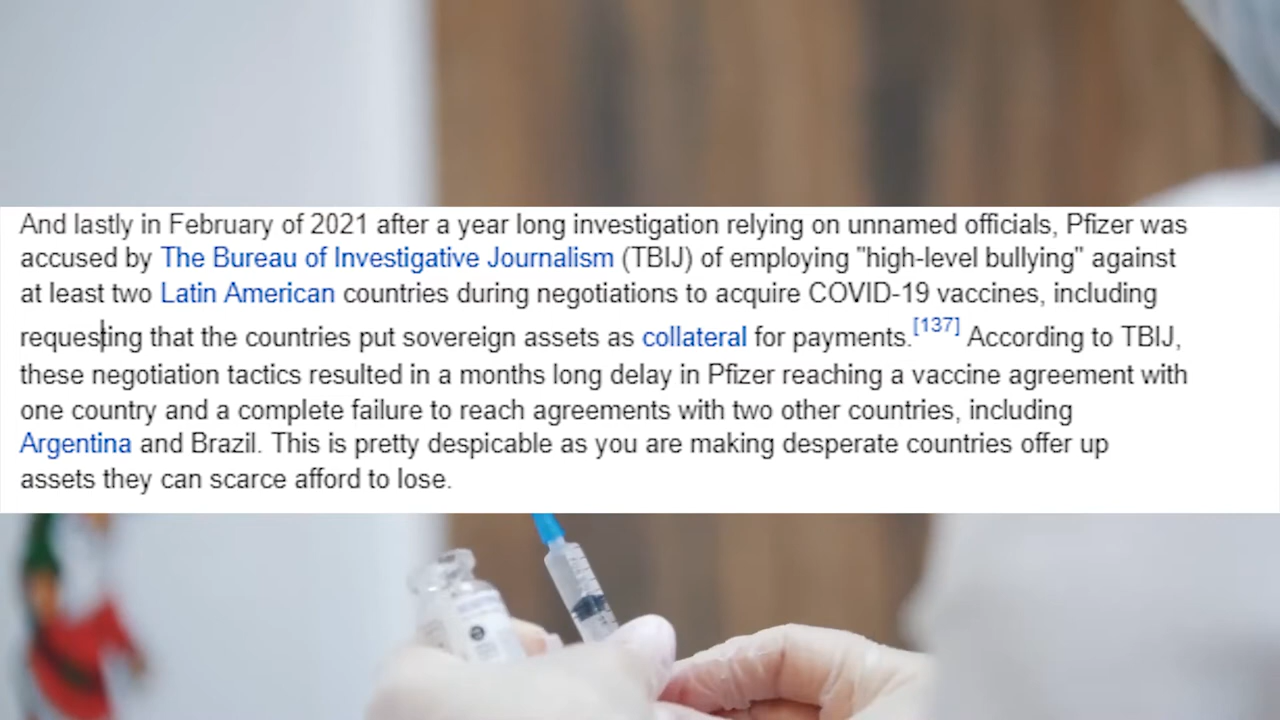 And lastly in February of 2021 after a year long investigation relying on unnamed officials, Pfizer was
accused by The Bureau of Investigative Journalism (TBIJ) of employing "high-level bullying" against
at least two Latin American countries during negotiations to acquire COVID-19 vaccines, including
requesting that the countries put sovereign assets as collateral for payments.[137] According to TBIJ,
these negotiation tactics resulted in a months long delay in Pfizer reaching a vaccine agreement with
one country and a complete failure to reach agreements with two other countries, including
Argentina and Brazil. This is pretty despicable as you are making desperate countries offer up
assets they can scarce afford to lose.